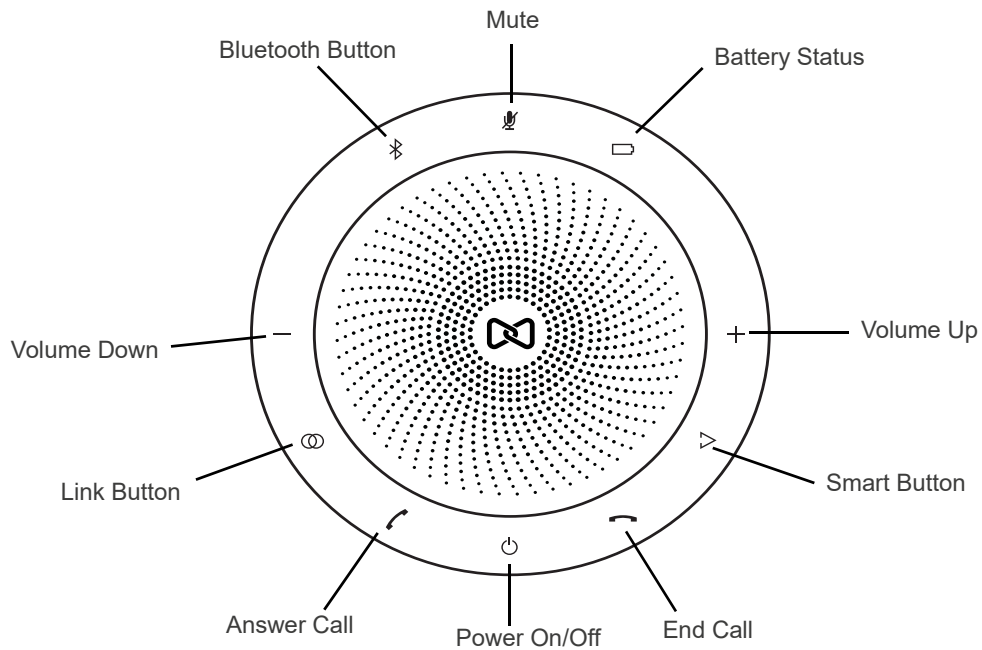 Mute
Bluetooth Button
Battery Status
Volume Down
Volume Up
Link Button
Smart Button
Answer Call
Power On/Off
End Call